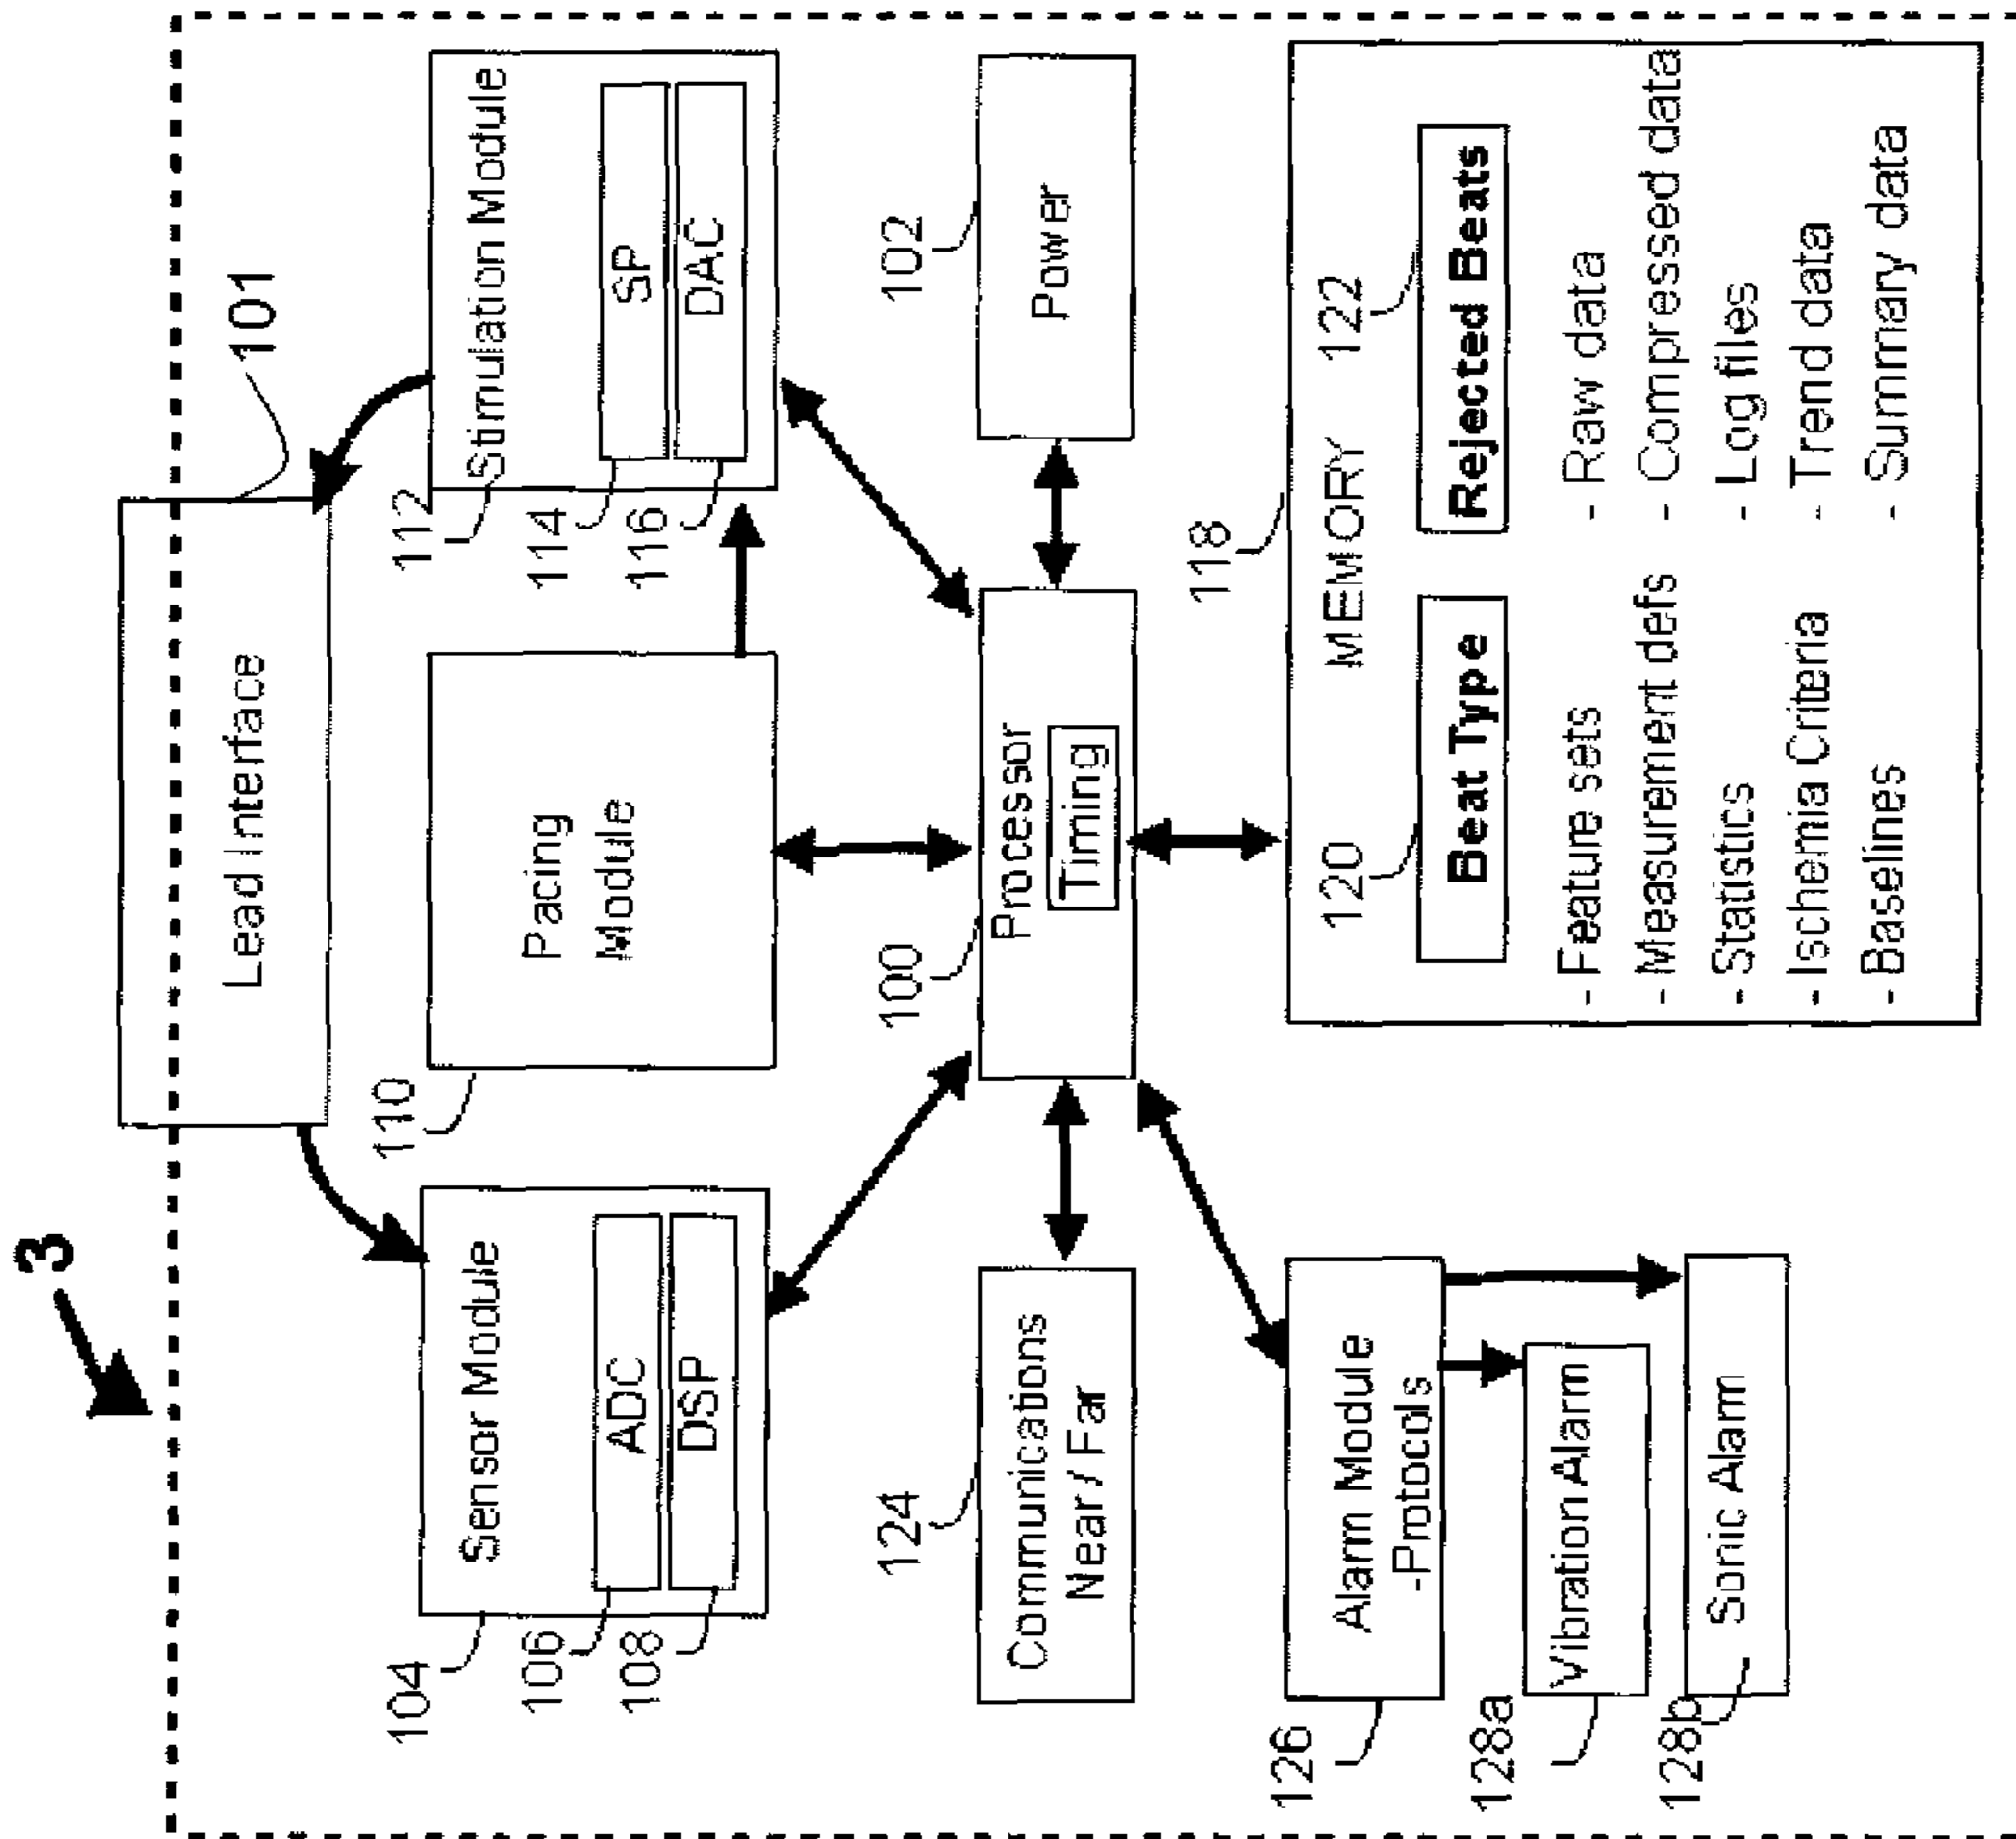 3
101
Lead Interface
104
Sensor Module
106
ADC
108
DSP
110
Pacing
Module
112
Stimulation Module
114
SP
116
DAC
124
Communications
Near / Far
100
Processor
Timing
102
Power
126
Alarm Module
-Protocols
128a
Vibration Alarm
128b
Sonic Alarm
118
MEMORY
120
Beat Type
122
Rejected Beats
- Feature sets
- Measurement defs
- Statistics
- Ischemia Criteria
- Baselines
- Raw data
- Compressed data
- Log files
- Trend data
- Summary data